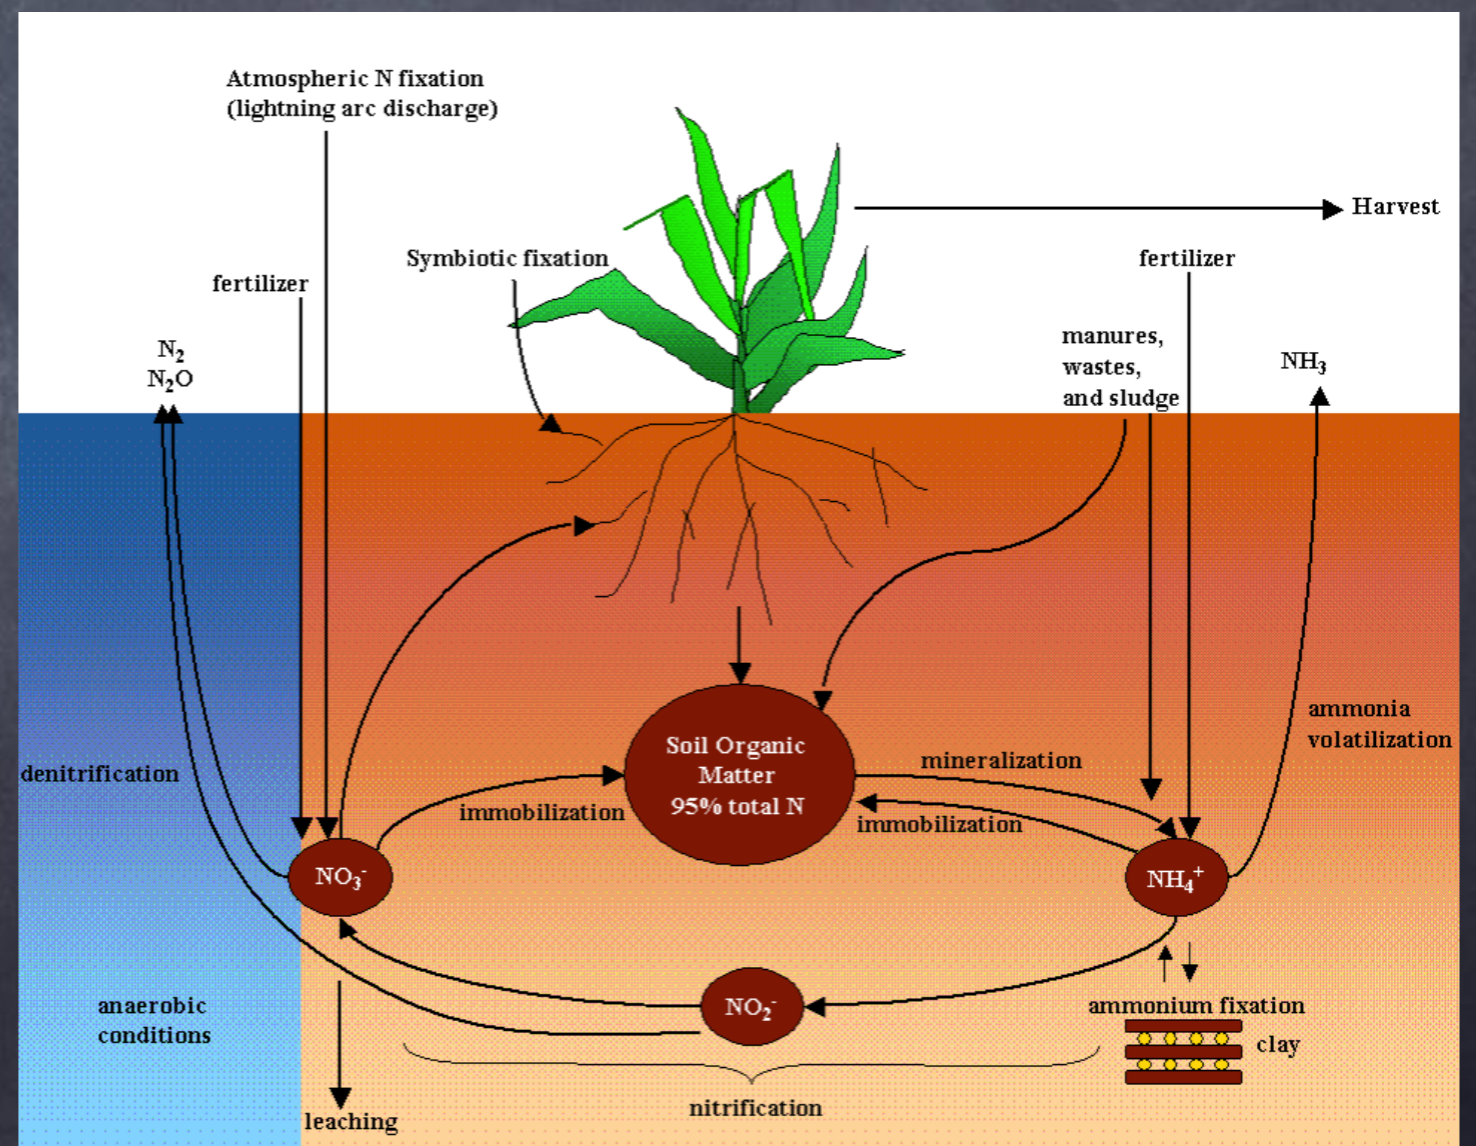 Atmospheric N fixation
(lightning arc discharge)
Harvest
Symbiotic fixation
fertilizer
fertilizer
manures,
wastes,
and sludge
N₂
N₂O
NH₃
ammonia
volatilization
Soil Organic
Matter
95% total N
mineralization
denitrification
immobilization
immobilization
NO₃⁻
NH₄⁺
NO₂⁻
anaerobic
conditions
ammonium fixation
clay
nitrification
leaching